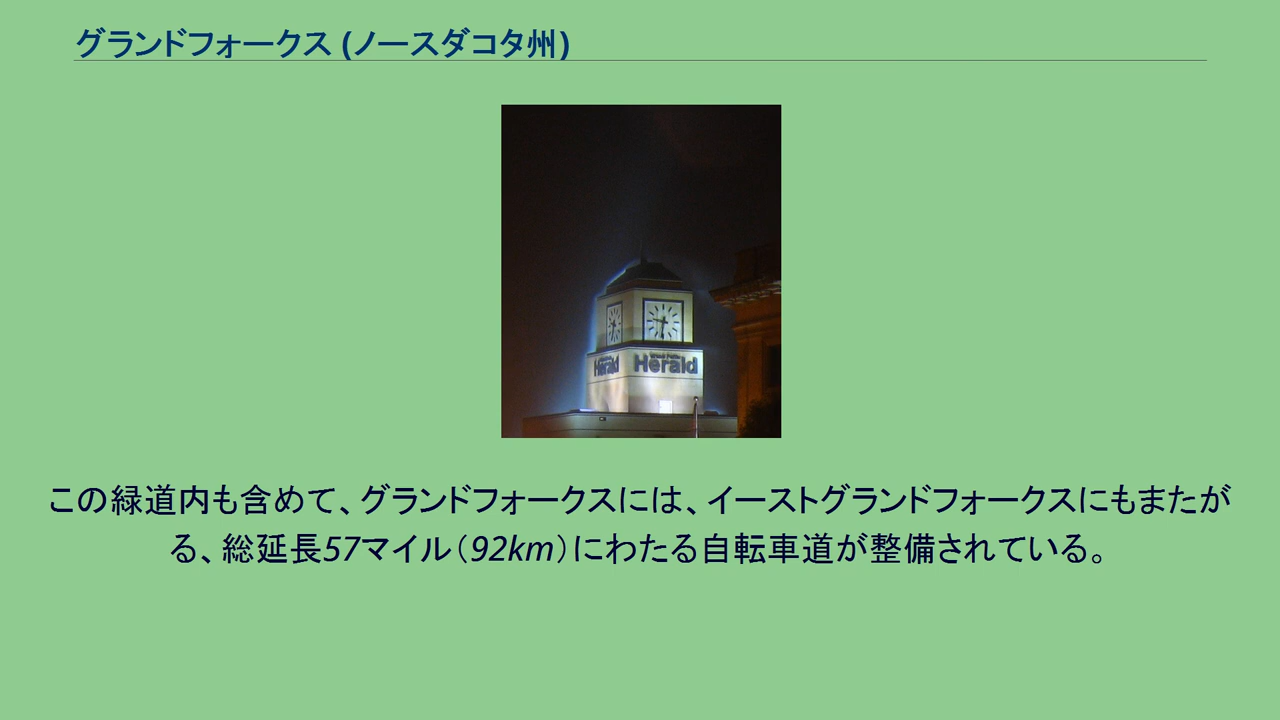 グランドフォークス (ノースダコタ州)
Herald
Herald
この緑道内も含めて、グランドフォークスには、イーストグランドフォークスにもまたが
る、総延長57マイル（92km）にわたる自転車道が整備されている。